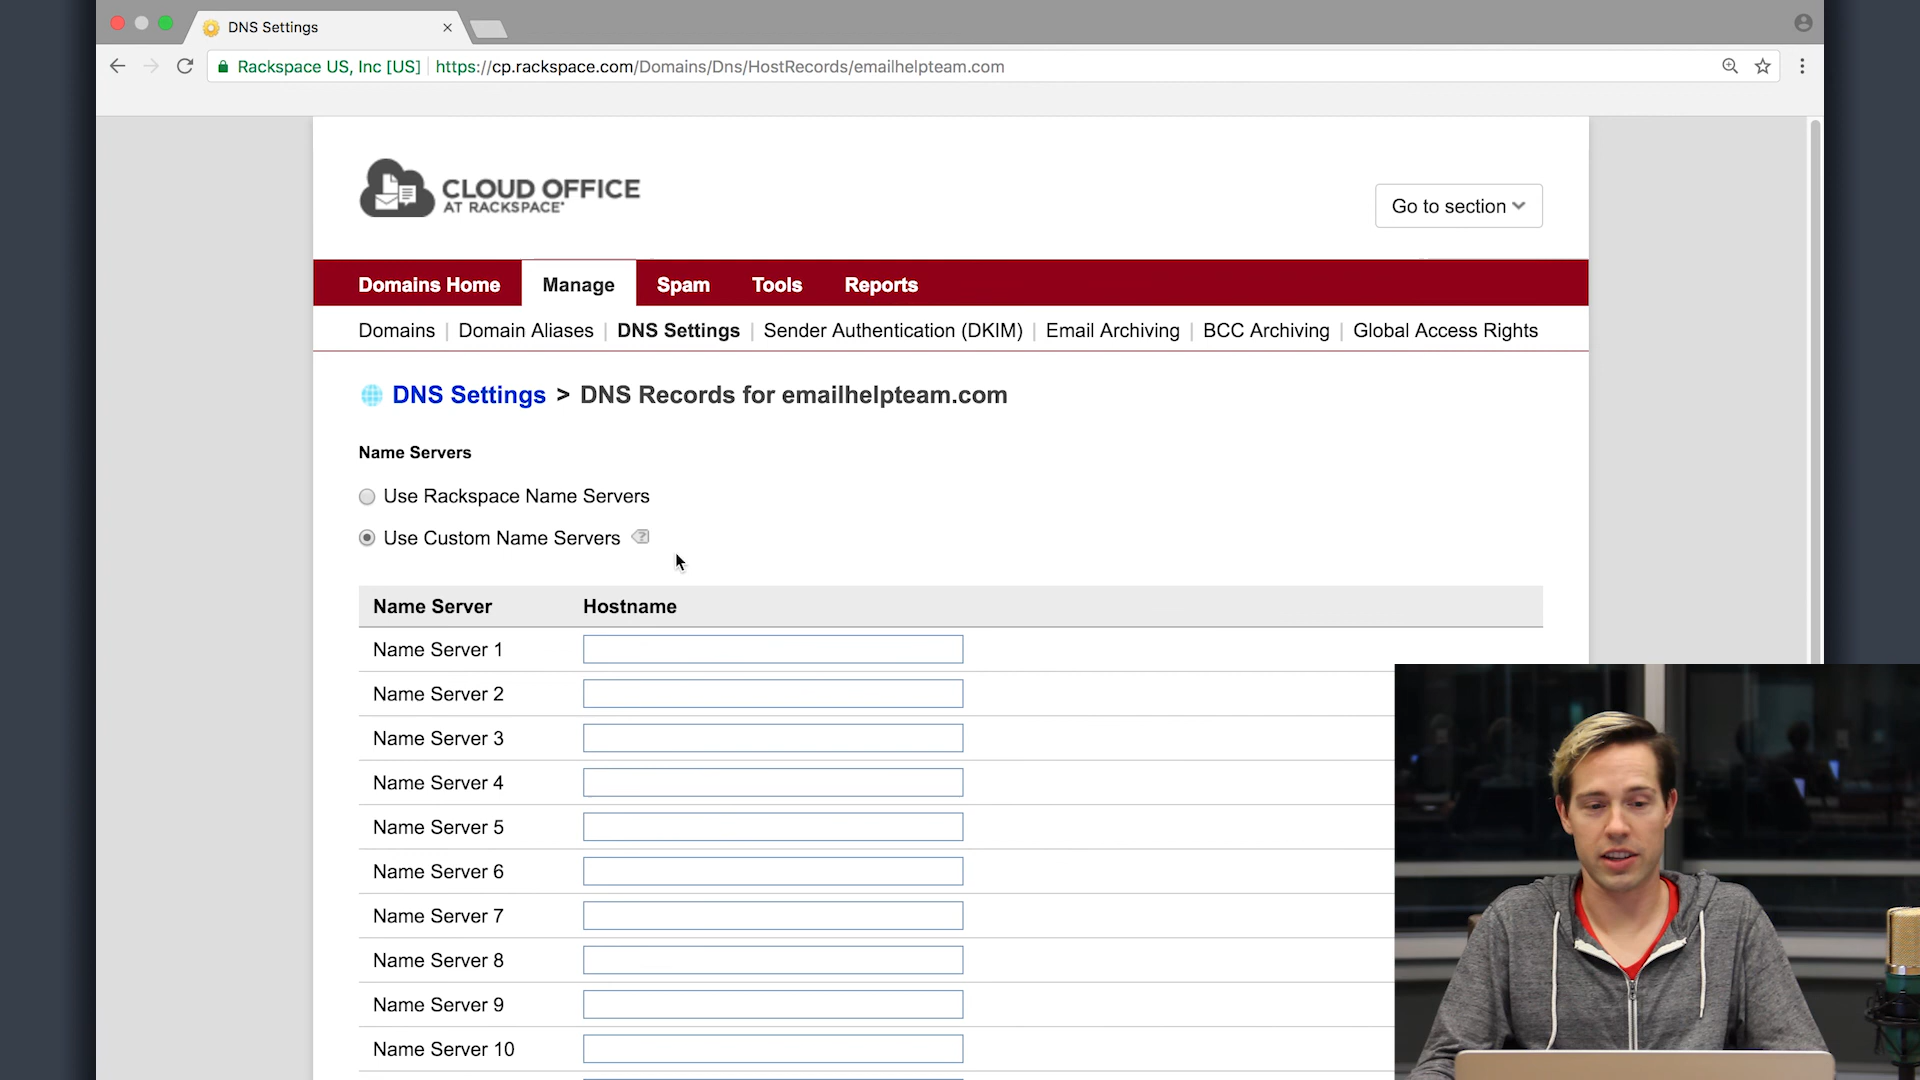 DNS Settings
Rackspace US, Inc [US]
https://cp.rackspace.com/Domains/Dns/HostRecords/emailhelpteam.com
CLOUD OFFICE
AT RACKSPACE®
Go to section
Domains Home Manage Spam Tools Reports
Domains | Domain Aliases | DNS Settings | Sender Authentication (DKIM) | Email Archiving | BCC Archiving | Global Access Rights
DNS Settings > DNS Records for emailhelpteam.com
Name Servers
Use Rackspace Name Servers
Use Custom Name Servers ?
Name Server Hostname
Name Server 1
Name Server 2
Name Server 3
Name Server 4
Name Server 5
Name Server 6
Name Server 7
Name Server 8
Name Server 9
Name Server 10